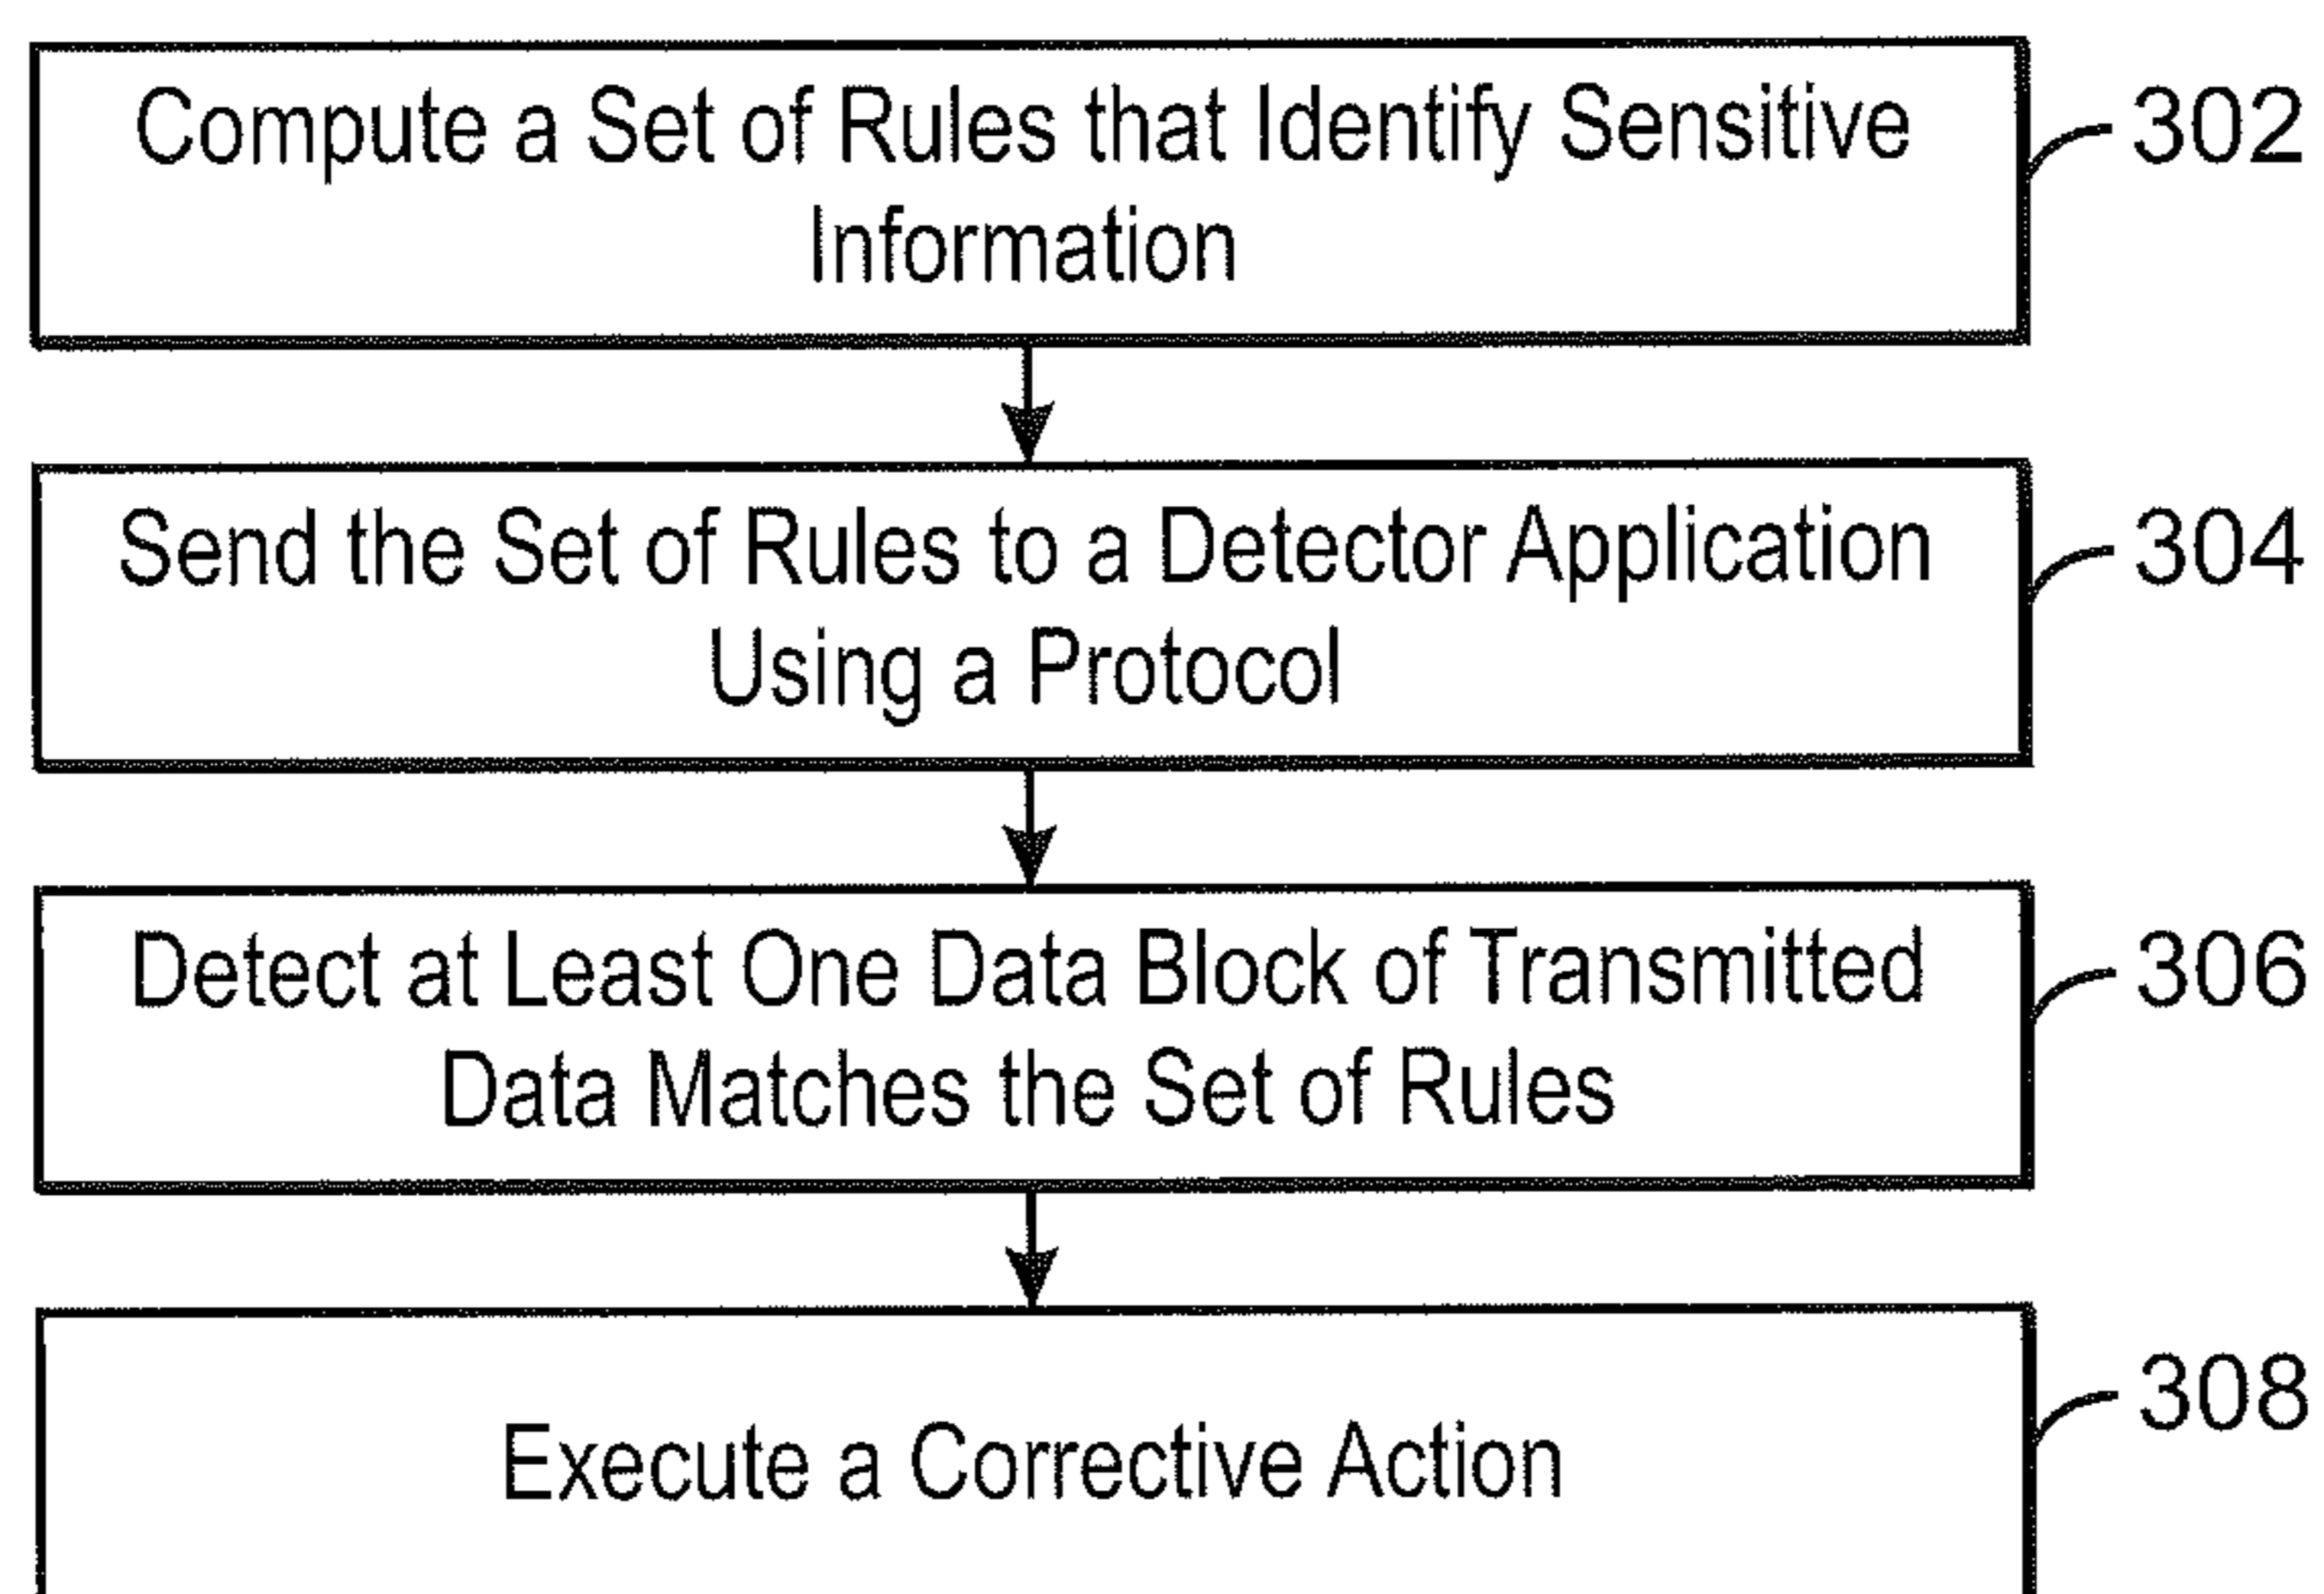 Compute a Set of Rules that Identify Sensitive
Information
302
Send the Set of Rules to a Detector Application
Using a Protocol
304
Detect at Least One Data Block of Transmitted
Data Matches the Set of Rules
306
Execute a Corrective Action
308